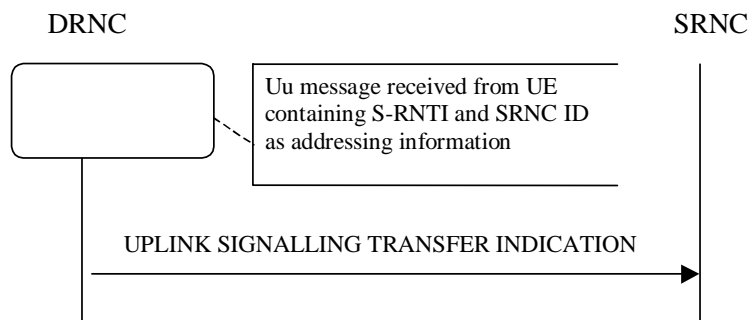 DRNC
SRNC
Uu message received from UE
containing S-RNTI and SRNC ID
as addressing information
UPLINK SIGNALLING TRANSFER INDICATION